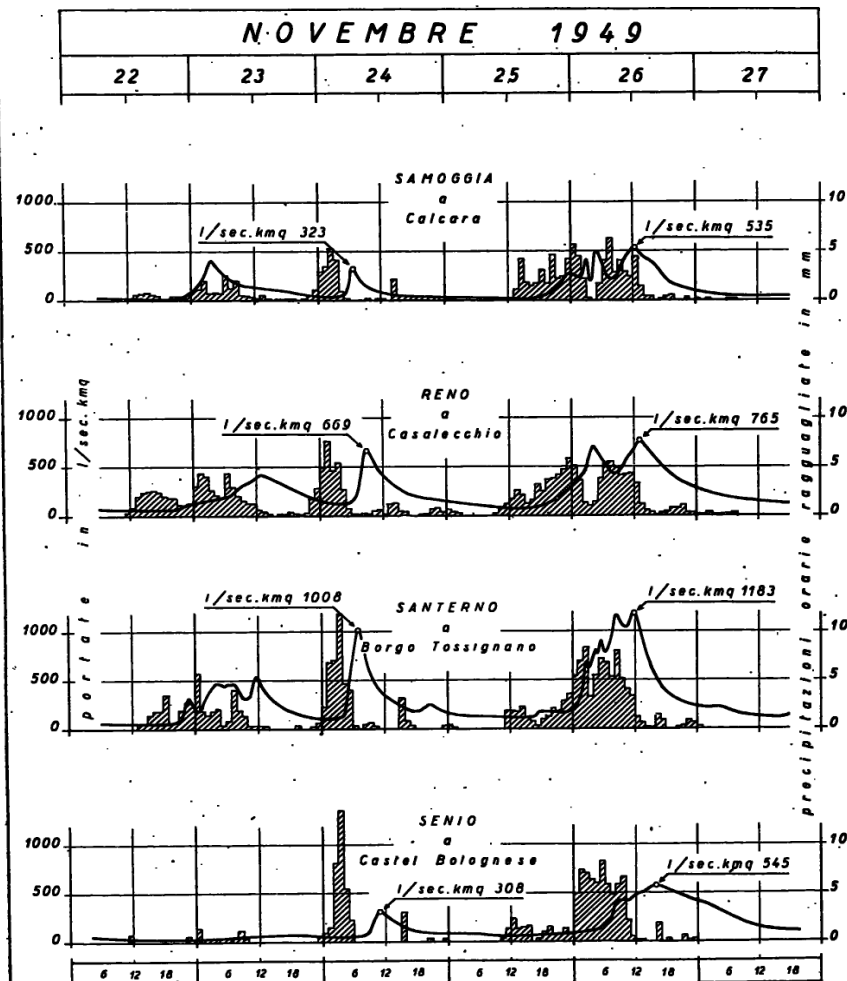 NOVEMBRE 1949
22 23 24 25 26 27
SAMOGGIA
a
Calcara
1000
500
0
10
5
0
l/sec.kmq 323
l/sec.kmq 535
RENO
a
Casalecchio
1000
500
0
10
5
0
l/sec.kmq 669
l/sec.kmq 765
SANTERNO
a
Borgo Tossignano
1000
500
0
10
5
0
l/sec.kmq 1008
l/sec.kmq 1183
SENIO
a
Castel Bolognese
1000
500
0
10
5
0
l/sec.kmq 308
l/sec.kmq 545
portate in l/sec.kmq
precipitazioni orarie ragguagliate in mm
6 12 18 6 12 18 6 12 18 6 12 18 6 12 18